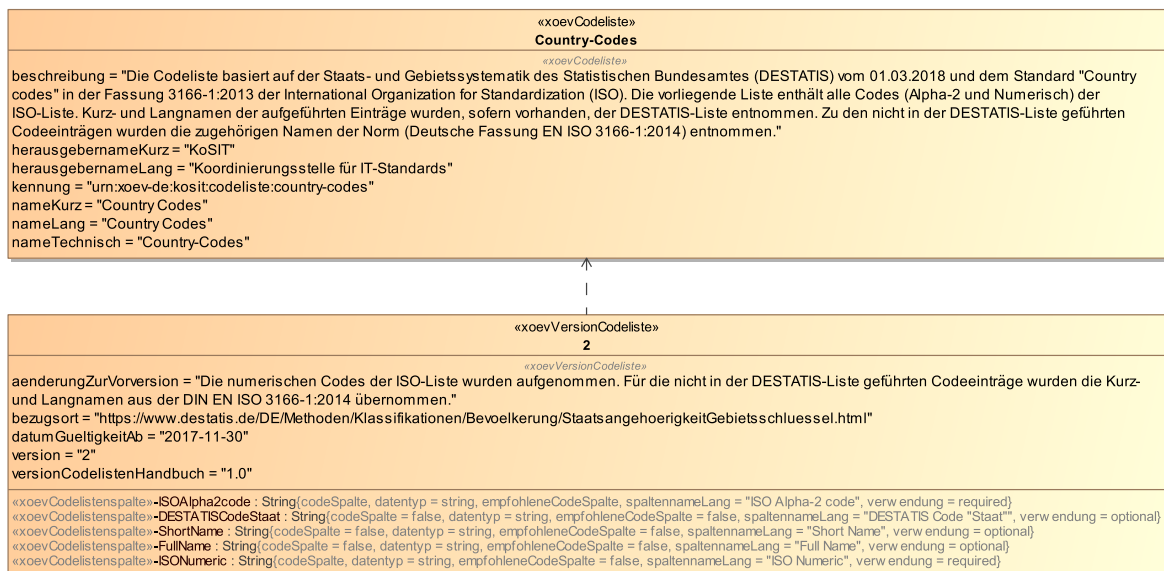 «xoevCodeliste»
Country-Codes
«xoevCodeliste»
beschreibung = "Die Codeliste basiert auf der Staats- und Gebietssystematik des Statistischen Bundesamtes (DESTATIS) vom 01.03.2018 und dem Standard "Country
codes" in der Fassung 3166-1:2013 der International Organization for Standardization (ISO). Die vorliegende Liste enthält alle Codes (Alpha-2 und Numerisch) der
ISO-Liste. Kurz- und Langnamen der aufgeführten Einträge wurden, sofern vorhanden, der DESTATIS-Liste entnommen. Zu den nicht in der DESTATIS-Liste geführten
Codeeinträgen wurden die zugehörigen Namen der Norm (Deutsche Fassung EN ISO 3166-1:2014) entnommen."
herausgebernameKurz = "KoSIT"
herausgebernameLang = "Koordinierungsstelle für IT-Standards"
kennung = "urn:xoev-de:kosit:codeliste:country-codes"
nameKurz = "Country Codes"
nameLang = "Country Codes"
nameTechnisch = "Country-Codes"
«xoevVersionCodeliste»
2
«xoevVersionCodeliste»
aenderungZurVorversion = "Die numerischen Codes der ISO-Liste wurden aufgenommen. Für die nicht in der DESTATIS-Liste geführten Codeeinträge wurden die Kurz-
und Langnamen aus der DIN EN ISO 3166-1:2014 übernommen."
bezugsort = "https://www.destatis.de/DE/Methoden/Klassifikationen/Bevoelkerung/StaatsangehoerigkeitGebietsschluessel.html"
datumGueltigkeitAb = "2017-11-30"
version = "2"
versionCodelistenHandbuch = "1.0"
«xoevCodelistenspalte»-ISOAlpha2code : String{codeSpalte, datentyp = string, empfohleneCodeSpalte, spaltennameLang = "ISO Alpha-2 code", verwendung = required}
«xoevCodelistenspalte»-DESTATISCodeStaat : String{codeSpalte = false, datentyp = string, empfohleneCodeSpalte = false, spaltennameLang = "DESTATIS Code "Staat"", verwendung = optional}
«xoevCodelistenspalte»-ShortName : String{codeSpalte = false, datentyp = string, empfohleneCodeSpalte = false, spaltennameLang = "Short Name", verwendung = optional}
«xoevCodelistenspalte»-FullName : String{codeSpalte = false, datentyp = string, empfohleneCodeSpalte = false, spaltennameLang = "Full Name", verwendung = optional}
«xoevCodelistenspalte»-ISONumeric : String{codeSpalte, datentyp = string, empfohleneCodeSpalte = false, spaltennameLang = "ISO Numeric", verwendung = required}